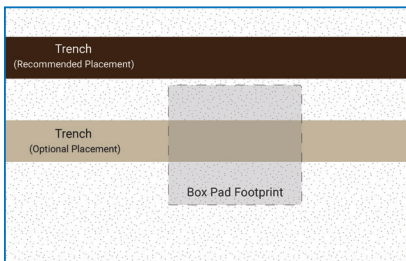 Trench
(Recommended Placement)
Trench
(Optional Placement)
Box Pad Footprint